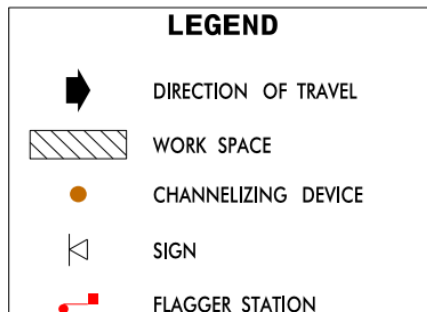 LEGEND
DIRECTION OF TRAVEL
WORK SPACE
CHANNELIZING DEVICE
SIGN
FLAGGER STATION